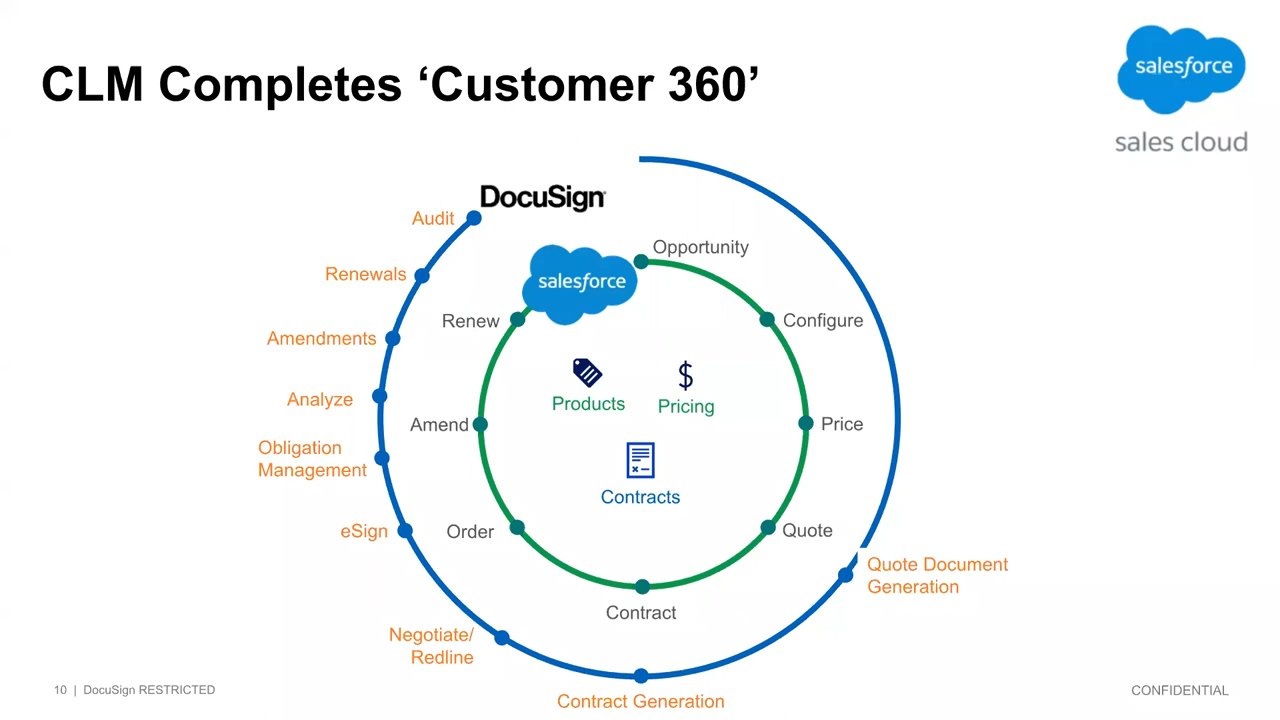 CLM Completes ‘Customer 360’
salesforce
sales cloud
DocuSign
Audit
Opportunity
Renewals
salesforce
Renew
Configure
Amendments
Products
Pricing
Analyze
Amend
Price
Obligation
Management
Contracts
eSign
Order
Quote
Quote Document
Generation
Contract
Negotiate/
Redline
10 | DocuSign RESTRICTED
CONFIDENTIAL
Contract Generation